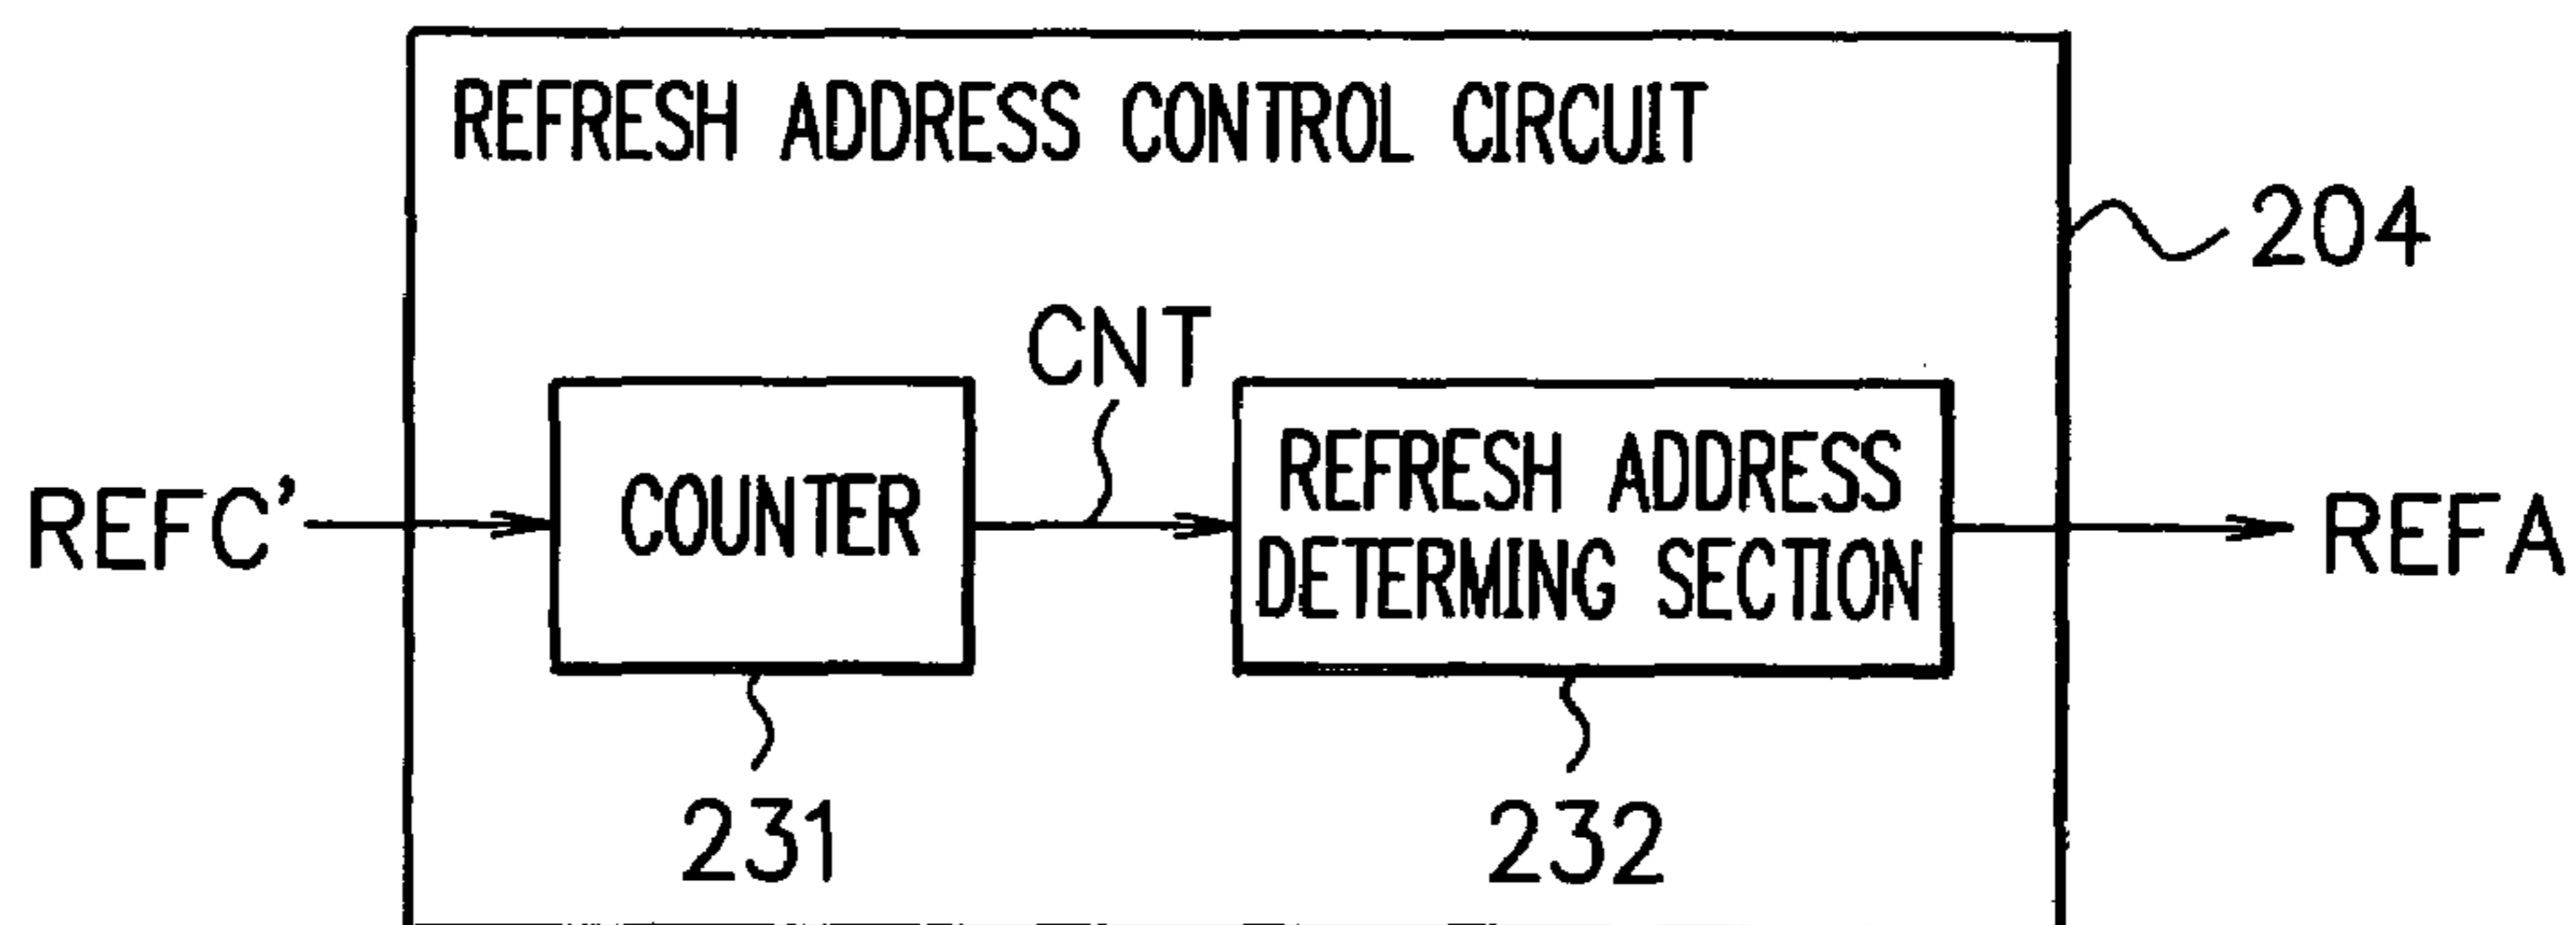 REFRESH ADDRESS CONTROL CIRCUIT
204
CNT
REFC'
COUNTER
REFRESH ADDRESS
DETERMING SECTION
REFA
231
232